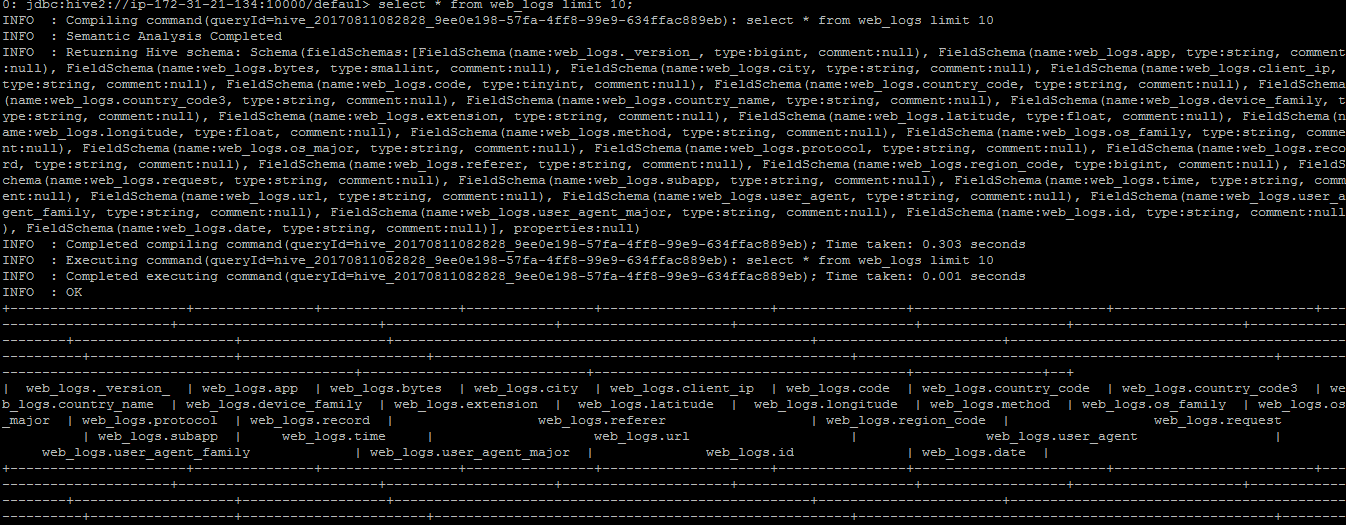 0: jdbc:hive2://ip-172-31-21-134:10000/defaul> select * from web_logs limit 10;
INFO  : Compiling command(queryId=hive_20170811082828_9ee0e198-57fa-4ff8-99e9-634ffac889eb): select * from web_logs limit 10
INFO  : Semantic Analysis Completed
INFO  : Returning Hive schema: Schema(fieldSchemas:[FieldSchema(name:web_logs._version_, type:bigint, comment:null), FieldSchema(name:web_logs.app, type:string, comment
:null), FieldSchema(name:web_logs.bytes, type:smallint, comment:null), FieldSchema(name:web_logs.city, type:string, comment:null), FieldSchema(name:web_logs.client_ip,
type:string, comment:null), FieldSchema(name:web_logs.code, type:tinyint, comment:null), FieldSchema(name:web_logs.country_code, type:string, comment:null), FieldSchema
(name:web_logs.country_code3, type:string, comment:null), FieldSchema(name:web_logs.country_name, type:string, comment:null), FieldSchema(name:web_logs.device_family, t
ype:string, comment:null), FieldSchema(name:web_logs.extension, type:string, comment:null), FieldSchema(name:web_logs.latitude, type:float, comment:null), FieldSchema(n
ame:web_logs.longitude, type:float, comment:null), FieldSchema(name:web_logs.method, type:string, comment:null), FieldSchema(name:web_logs.os_family, type:string, comme
nt:null), FieldSchema(name:web_logs.os_major, type:string, comment:null), FieldSchema(name:web_logs.protocol, type:string, comment:null), FieldSchema(name:web_logs.reco
rd, type:string, comment:null), FieldSchema(name:web_logs.referer, type:string, comment:null), FieldSchema(name:web_logs.region_code, type:bigint, comment:null), FieldS
chema(name:web_logs.request, type:string, comment:null), FieldSchema(name:web_logs.subapp, type:string, comment:null), FieldSchema(name:web_logs.time, type:string, comm
ent:null), FieldSchema(name:web_logs.url, type:string, comment:null), FieldSchema(name:web_logs.user_agent, type:string, comment:null), FieldSchema(name:web_logs.user_a
gent_family, type:string, comment:null), FieldSchema(name:web_logs.user_agent_major, type:string, comment:null), FieldSchema(name:web_logs.id, type:string, comment:null
), FieldSchema(name:web_logs.date, type:string, comment:null)], properties:null)
INFO  : Completed compiling command(queryId=hive_20170811082828_9ee0e198-57fa-4ff8-99e9-634ffac889eb); Time taken: 0.303 seconds
INFO  : Executing command(queryId=hive_20170811082828_9ee0e198-57fa-4ff8-99e9-634ffac889eb): select * from web_logs limit 10
INFO  : Completed executing command(queryId=hive_20170811082828_9ee0e198-57fa-4ff8-99e9-634ffac889eb); Time taken: 0.001 seconds
INFO  : OK
| web_logs._version_ | web_logs.app | web_logs.bytes | web_logs.city | web_logs.client_ip | web_logs.code | web_logs.country_code | web_logs.country_code3 | we
b_logs.country_name | web_logs.device_family | web_logs.extension | web_logs.latitude | web_logs.longitude | web_logs.method | web_logs.os_family | web_logs.os
_major | web_logs.protocol | web_logs.record | web_logs.referer | web_logs.region_code | web_logs.request
| web_logs.subapp | web_logs.time | web_logs.url | web_logs.user_agent |
web_logs.user_agent_family | web_logs.user_agent_major | web_logs.id | web_logs.date |